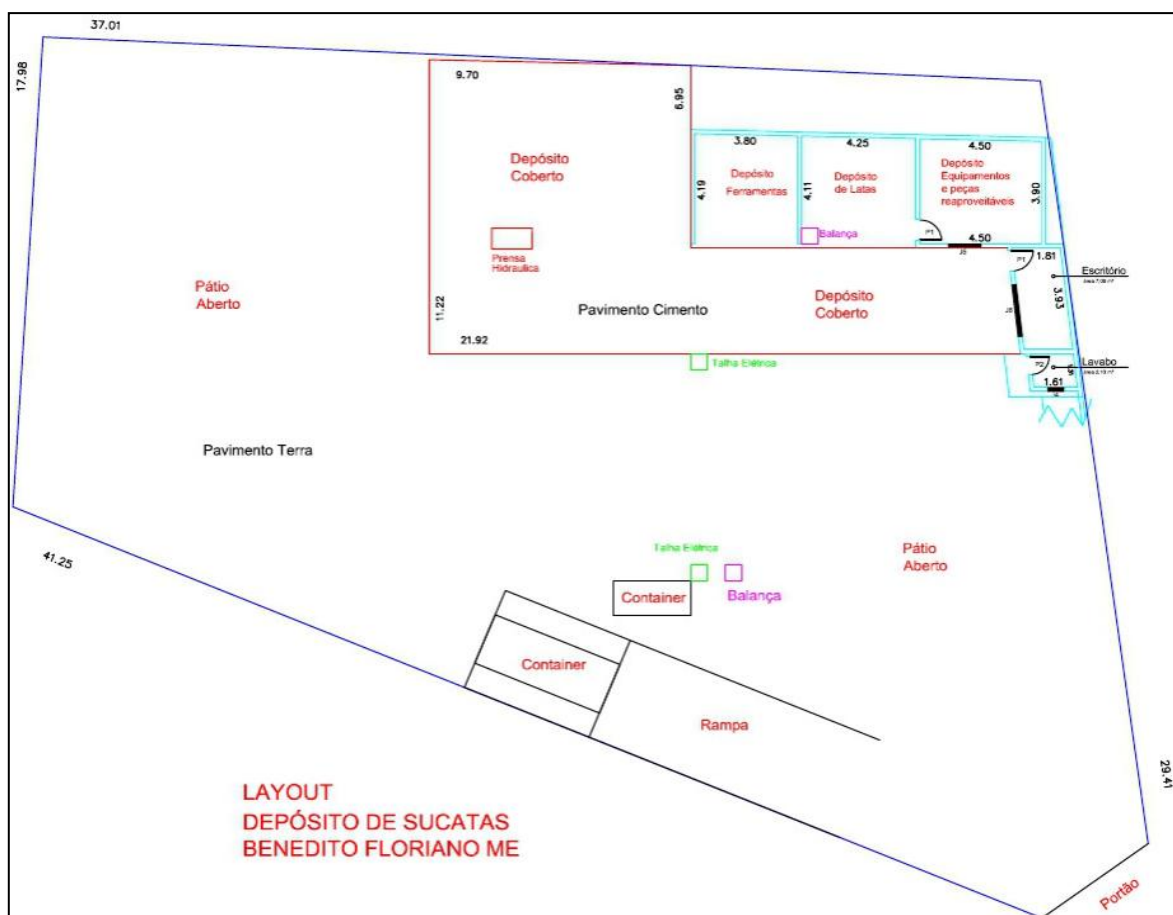 37.01
17.98
9.70
6.95
3.80
4.25
4.50
Depósito
Coberto
Depósito
Ferramentas
Depósito
de Latas
Depósito
Equipamentos
e peças
reaproveitáveis
4.19
4.11
3.90
Balança
P1
4.50
P1
1.81
Escritório
Prensa
Hidraulica
Pátio
Aberto
11.22
Pavimento Cimento
Depósito
Coberto
3.93
21.92
Talha Elétrica
P2
Lavabo
1.61
Pavimento Terra
41.25
Talha Elétrica
Pátio
Aberto
Container
Balança
Container
Rampa
29.41
LAYOUT
DEPÓSITO DE SUCATAS
BENEDITO FLORIANO ME
Portão